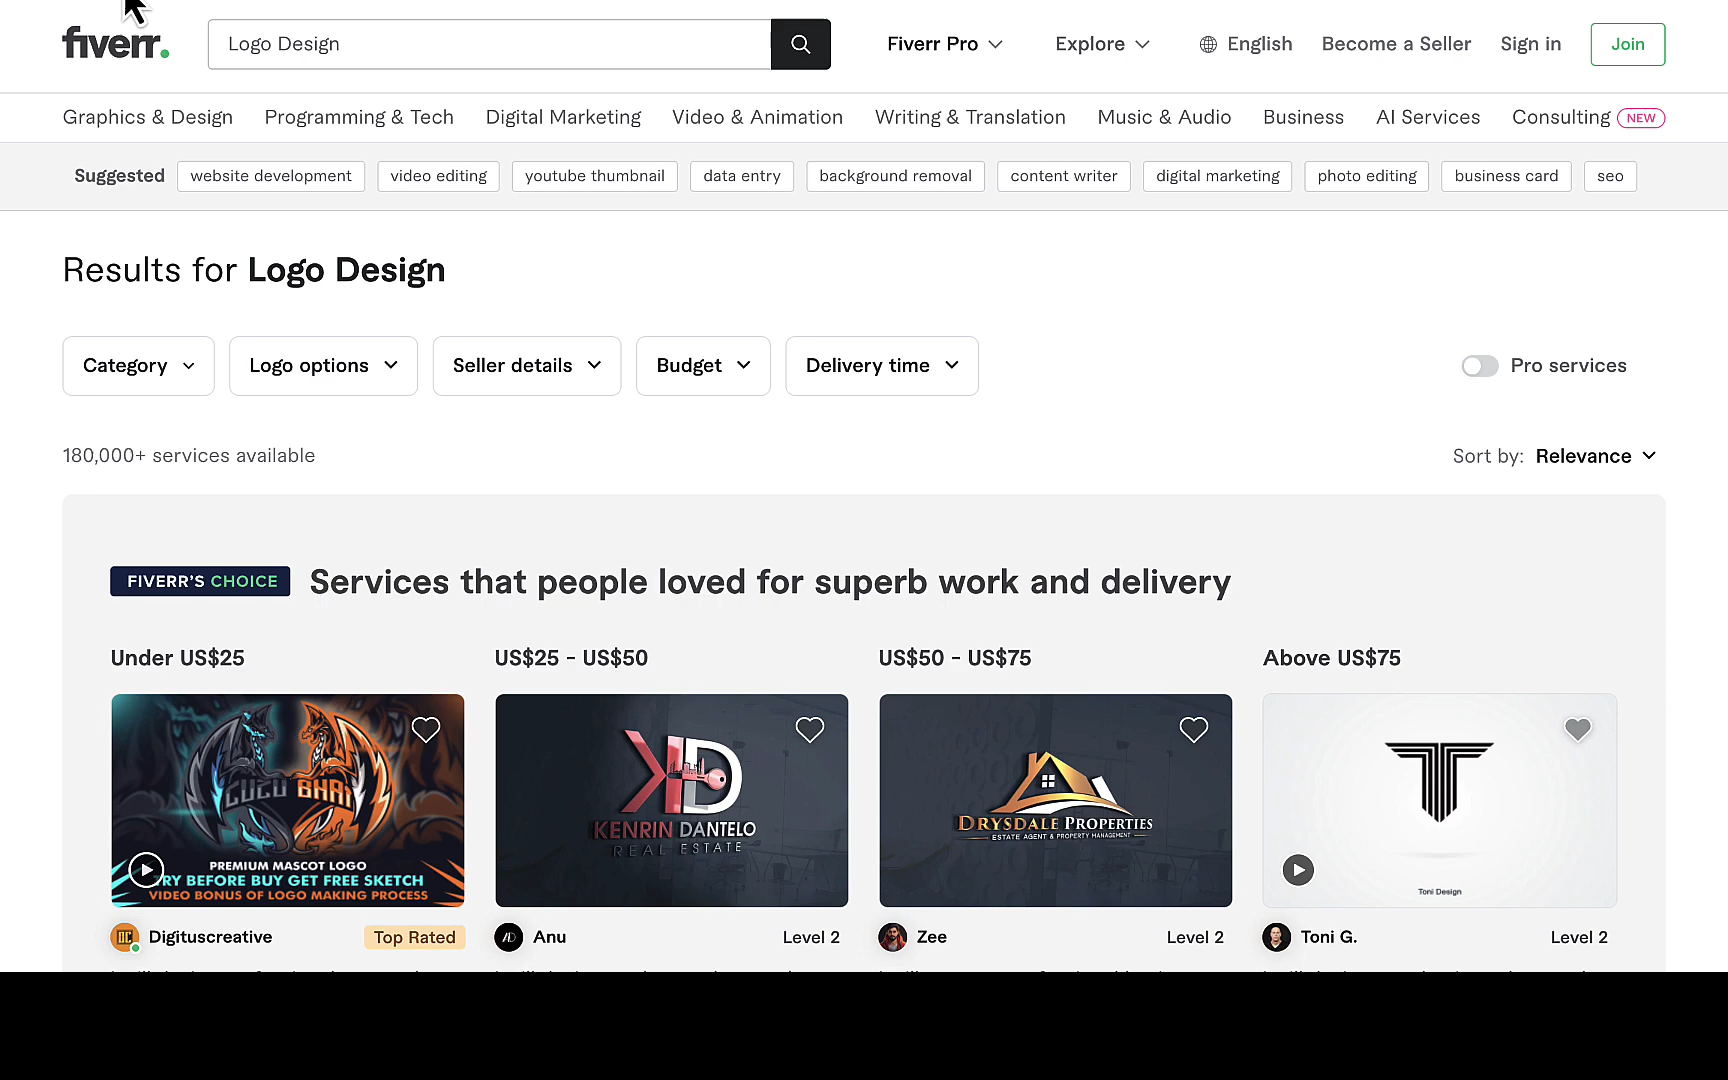 fiverr.
Logo Design
Fiverr Pro
Explore
English
Become a Seller
Sign in
Join
Graphics & Design
Programming & Tech
Digital Marketing
Video & Animation
Writing & Translation
Music & Audio
Business
AI Services
Consulting NEW
Suggested
website development
video editing
youtube thumbnail
data entry
background removal
content writer
digital marketing
photo editing
business card
seo
Results for Logo Design
Category
Logo options
Seller details
Budget
Delivery time
Pro services
180,000+ services available
Sort by: Relevance
FIVERR'S CHOICE
Services that people loved for superb work and delivery
Under US$25
US$25 - US$50
US$50 - US$75
Above US$75
PREMIUM MASCOT LOGO
TRY BEFORE BUY GET FREE SKETCH
VIDEO BONUS OF LOGO MAKING PROCESS
KD
KENRIN DANTELO
REAL ESTATE
DRYSDALE PROPERTIES
ESTATE AGENT & PROPERTY MANAGEMENT
Toni Design
Digituscreative
Top Rated
Anu
Level 2
Zee
Level 2
Toni G.
Level 2